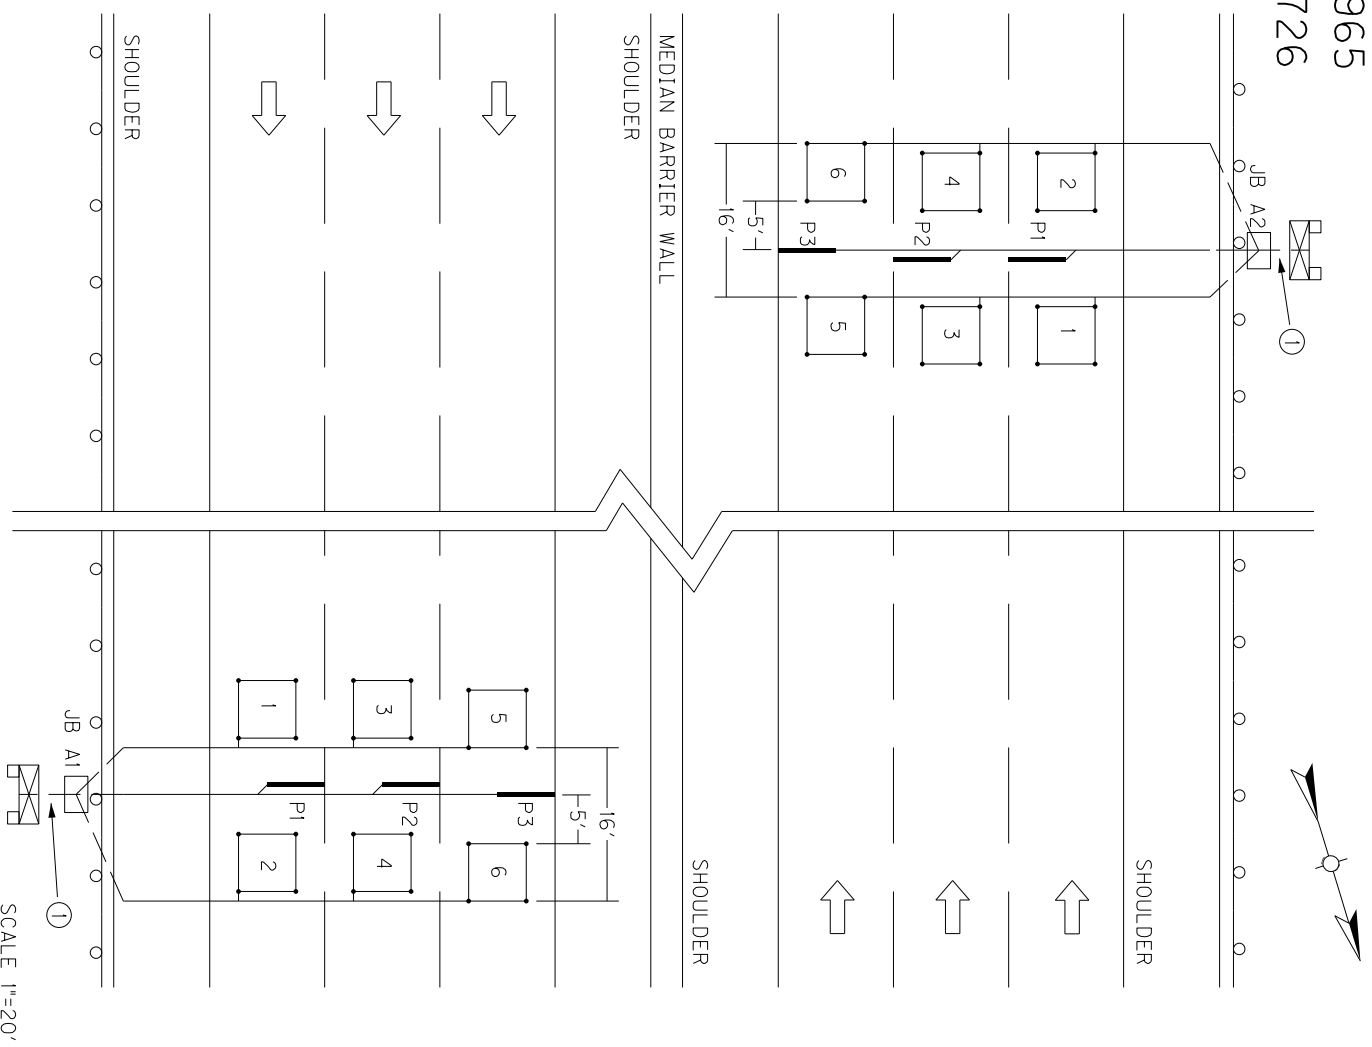 965
726
SHOULDER
SHOULDER
MEDIAN BARRIER WALL
6
4
2
JB A2
5'
16'
P3
P2
P1
5
3
1
1
1
3
5
JB A1
P1
P2
P3
5'
16'
2
4
6
1
SHOULDER
SHOULDER
SCALE 1"=20'